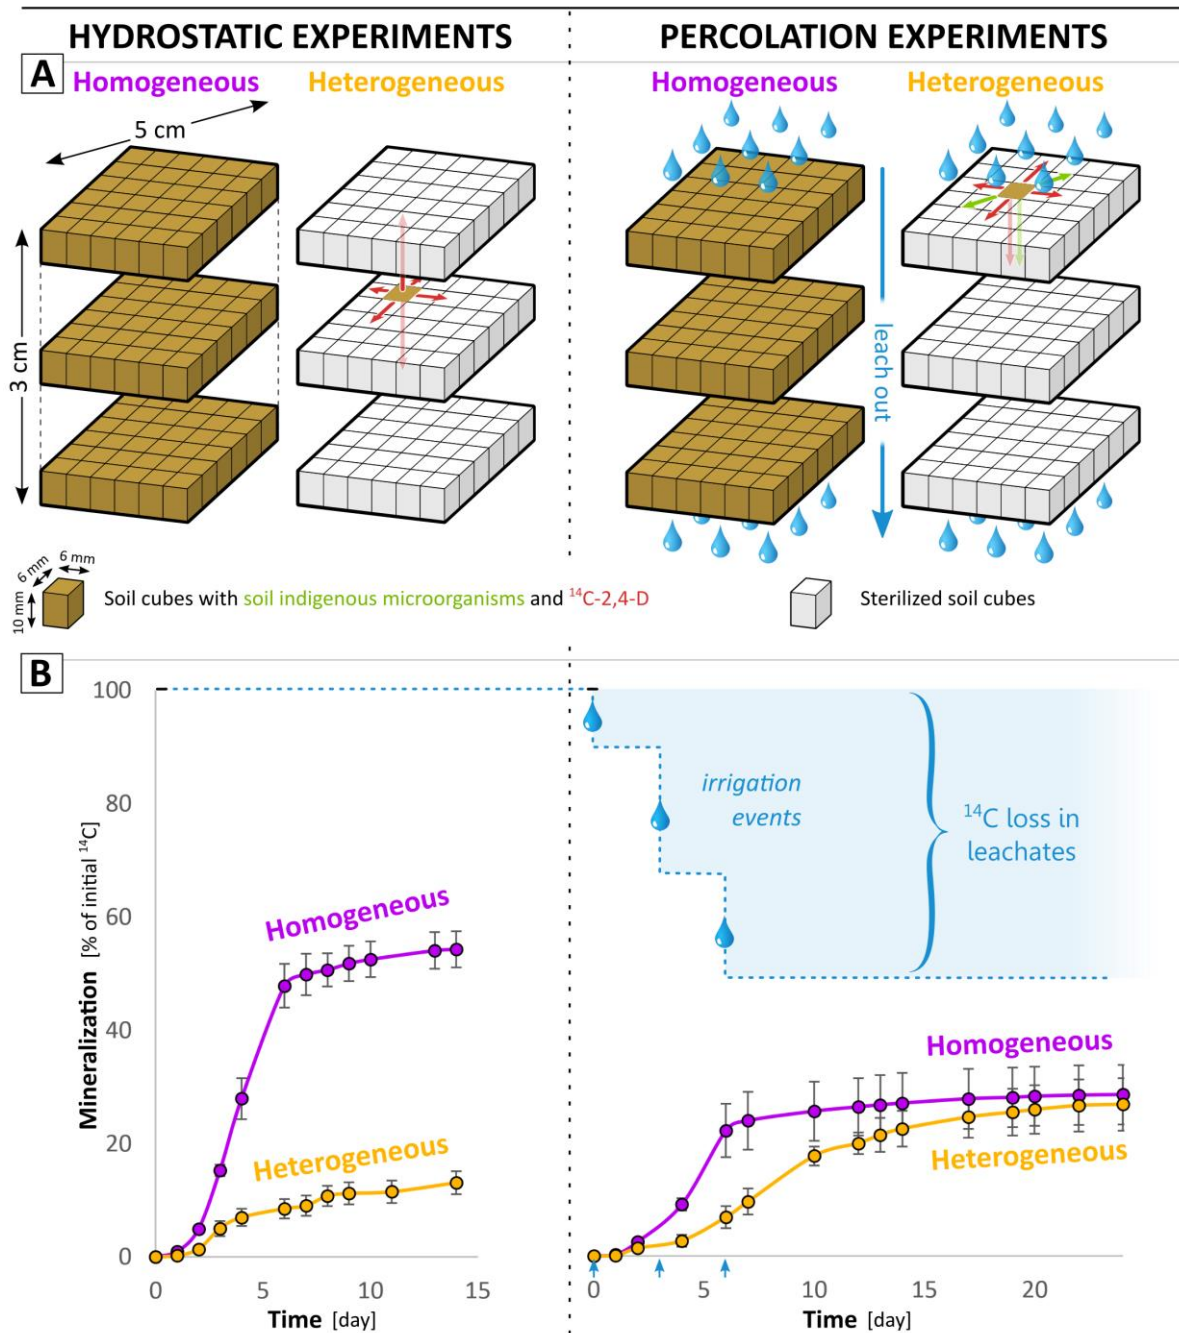 HYDROSTATIC EXPERIMENTS
PERCOLATION EXPERIMENTS
A
Homogeneous
Heterogeneous
Homogeneous
Heterogeneous
5 cm
3 cm
leach out
6 mm
6 mm
10 mm
Soil cubes with soil indigenous microorganisms and ¹⁴C-2,4-D
Sterilized soil cubes
B
Mineralization [% of initial ¹⁴C]
100
80
60
40
20
0
Homogeneous
Heterogeneous
0 5 10 15
Time [day]
irrigation
events
¹⁴C loss in
leachates
Homogeneous
Heterogeneous
0 5 10 15 20
Time [day]